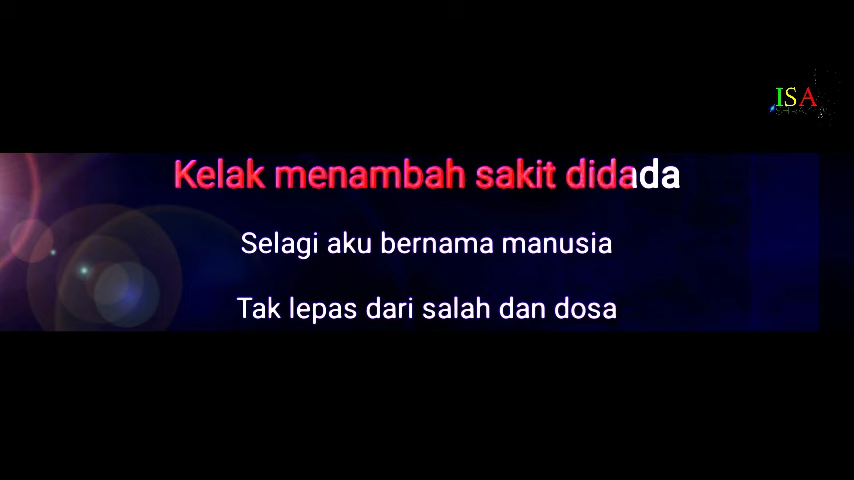 ISA
Kelak menambah sakit didada
Selagi aku bernama manusia
Tak lepas dari salah dan dosa